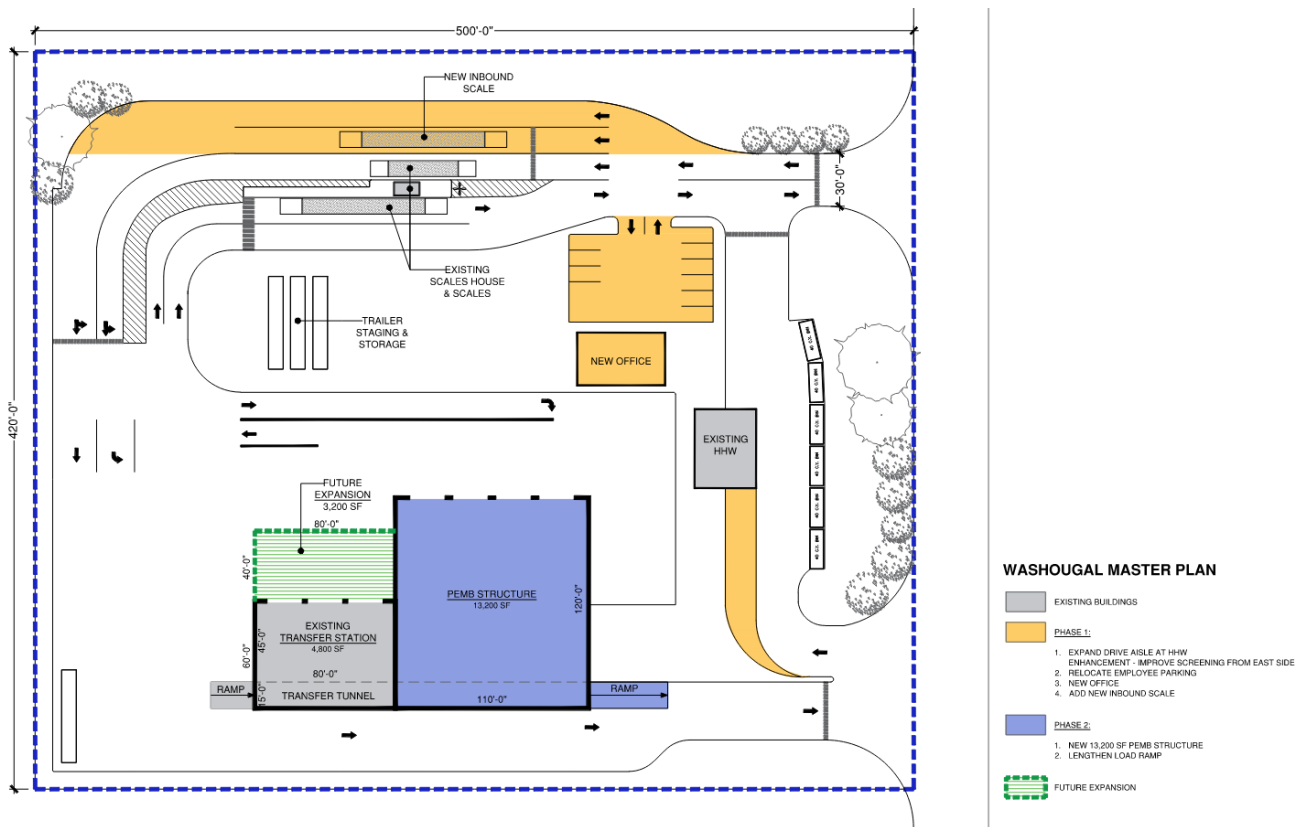 500'-0"
NEW INBOUND
SCALE
30'-0"
EXISTING
SCALES HOUSE
& SCALES
TRAILER
STAGING &
STORAGE
NEW OFFICE
420'-0"
EXISTING
HHW
FUTURE
EXPANSION
3,200 SF
80'-0"
40'-0"
PEMB STRUCTURE
13,200 SF
120'-0"
EXISTING
TRANSFER STATION
4,800 SF
60'-0"
45'-0"
80'-0"
RAMP
15'-0"
TRANSFER TUNNEL
110'-0"
RAMP
WASHOUGAL MASTER PLAN
EXISTING BUILDINGS
PHASE 1:
1. EXPAND DRIVE AISLE AT HHW
ENHANCEMENT - IMPROVE SCREENING FROM EAST SIDE
2. RELOCATE EMPLOYEE PARKING
3. NEW OFFICE
4. ADD NEW INBOUND SCALE
PHASE 2:
1. NEW 13,200 SF PEMB STRUCTURE
2. LENGTHEN LOAD RAMP
FUTURE EXPANSION